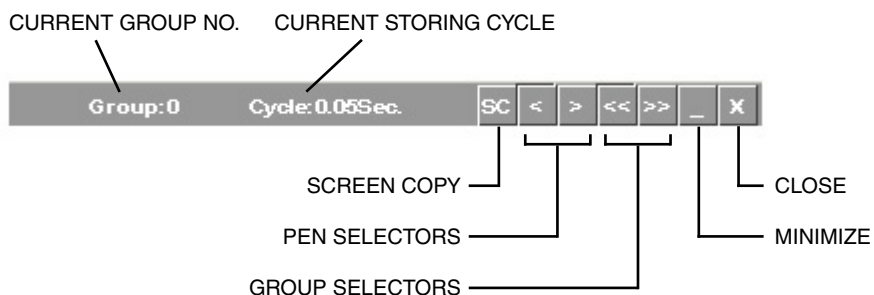 CURRENT GROUP NO. CURRENT STORING CYCLE
Group:0 Cycle:0.05Sec. SC < > << >> _ X
SCREEN COPY CLOSE
PEN SELECTORS MINIMIZE
GROUP SELECTORS